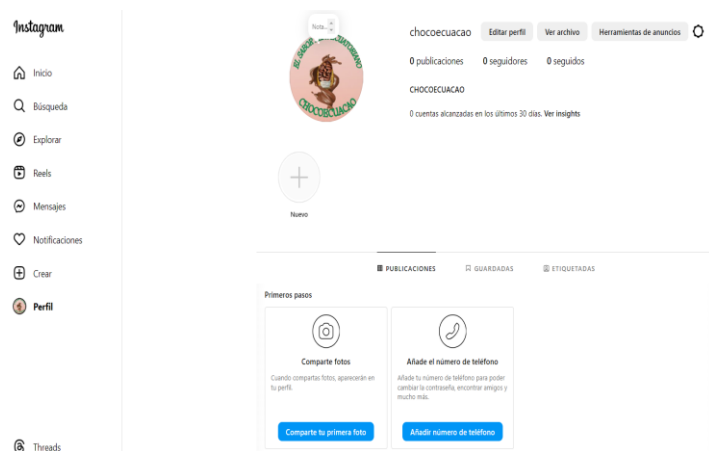 Instagram
Inicio
Búsqueda
Explorar
Reels
Mensajes
Notificaciones
Crear
Perfil
Threads
Nota...
EL SABOR ECUATORIANO
CHOCOECUACAO
chocoecuacao Editar perfil Ver archivo Herramientas de anuncios
0 publicaciones 0 seguidores 0 seguidos
CHOCOECUACAO
0 cuentas alcanzadas en los últimos 30 días. Ver insights
Nuevo
PUBLICACIONES GUARDADAS ETIQUETADAS
Primeros pasos
Comparte fotos
Cuando compartas fotos, aparecerán en
tu perfil.
Comparte tu primera foto
Añade el número de teléfono
Añade tu número de teléfono para poder
cambiar la contraseña, encontrar amigos y
mucho más.
Añadir número de teléfono